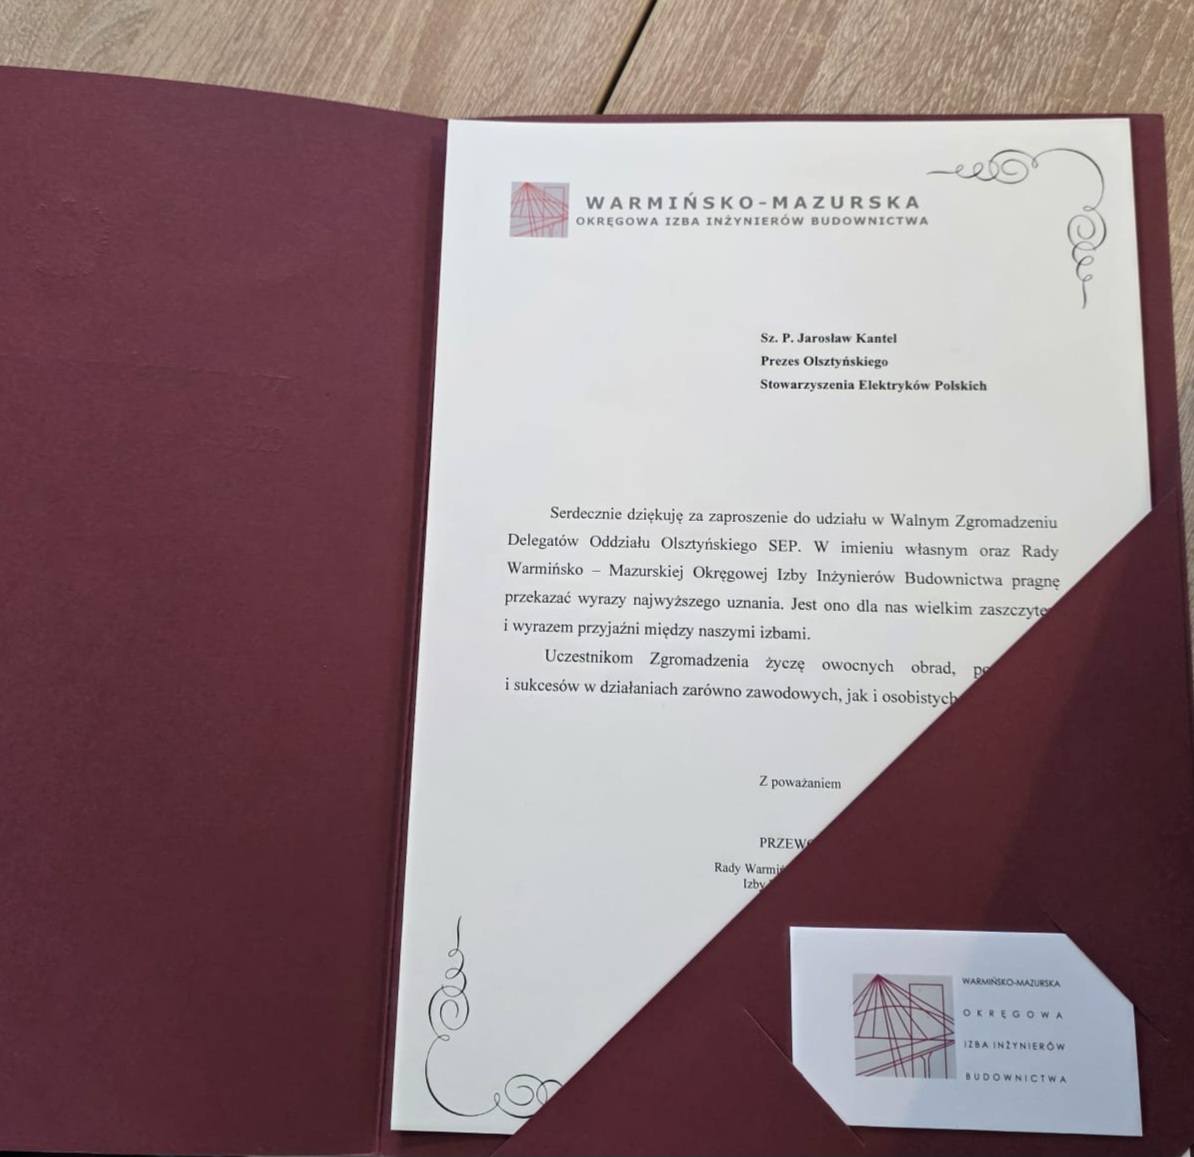 WARMIŃSKO-MAZURSKA
OKRĘGOWA IZBA INŻYNIERÓW BUDOWNICTWA
Sz. P. Jarosław Kantel
Prezes Olsztyńskiego
Stowarzyszenia Elektryków Polskich
Serdecznie dziękuję za zaproszenie do udziału w Walnym Zgromadzeniu
Delegatów Oddziału Olsztyńskiego SEP. W imieniu własnym oraz Rady
Warmińsko – Mazurskiej Okręgowej Izby Inżynierów Budownictwa pragnę
przekazać wyrazy najwyższego uznania. Jest ono dla nas wielkim
i wyrazem przyjaźni między naszymi izbami.
Uczestnikom Zgromadzenia życzę owocnych obrad,
i sukcesów w działaniach zarówno zawodowych, jak i
Z poważaniem
Rady
Izby
WARMIŃSKO-MAZURSKA
OKRĘGOWA
IZBA INŻYNIERÓW
BUDOWNICTWA